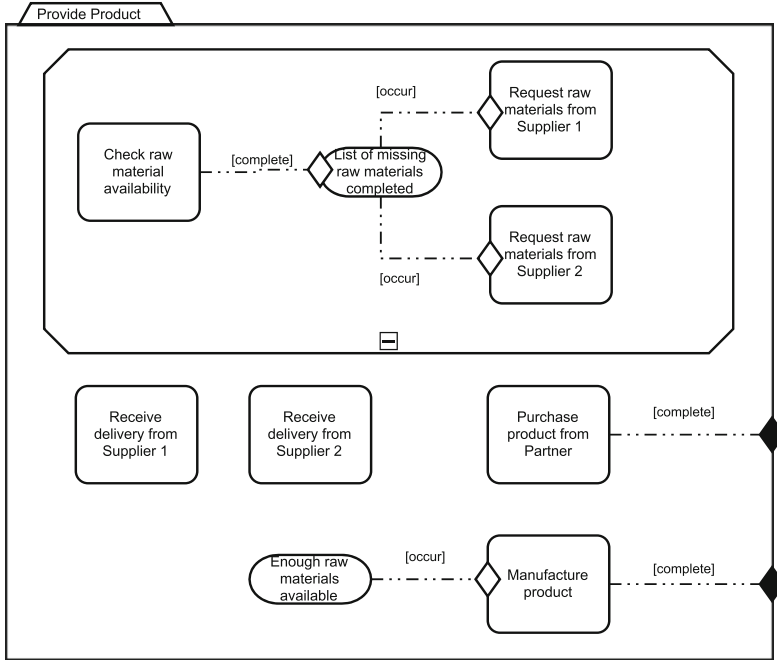 Provide Product
[occur]
Request raw
materials from
Supplier 1
Check raw
material
availability
[complete]
List of missing
raw materials
completed
Request raw
materials from
Supplier 2
[occur]
Receive
delivery from
Supplier 1
Receive
delivery from
Supplier 2
Purchase
product from
Partner
[complete]
Enough raw
materials
available
[occur]
Manufacture
product
[complete]